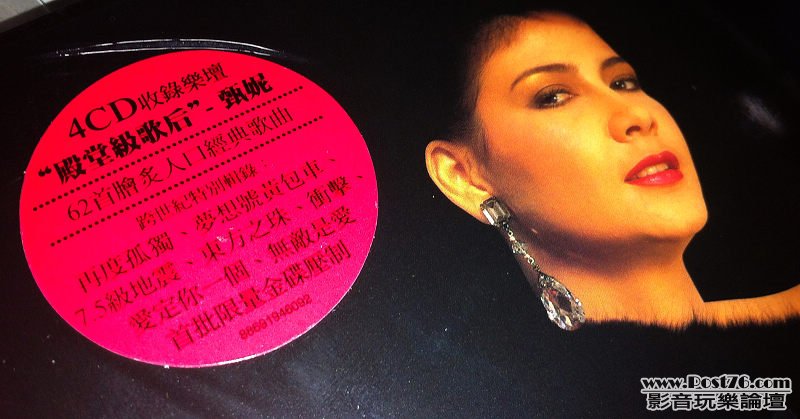 4CD收錄樂壇
“殿堂級歌后”- 甄妮
62首膾炙人口經典歌曲
跨世紀特別輯錄
再度孤獨、夢想號黃包車、
7.5級地震、東方之珠、衝擊、
愛定你一個、無敵是愛
首批限量金碟壓制
98691946092
www.Post76.com
影音玩樂論壇